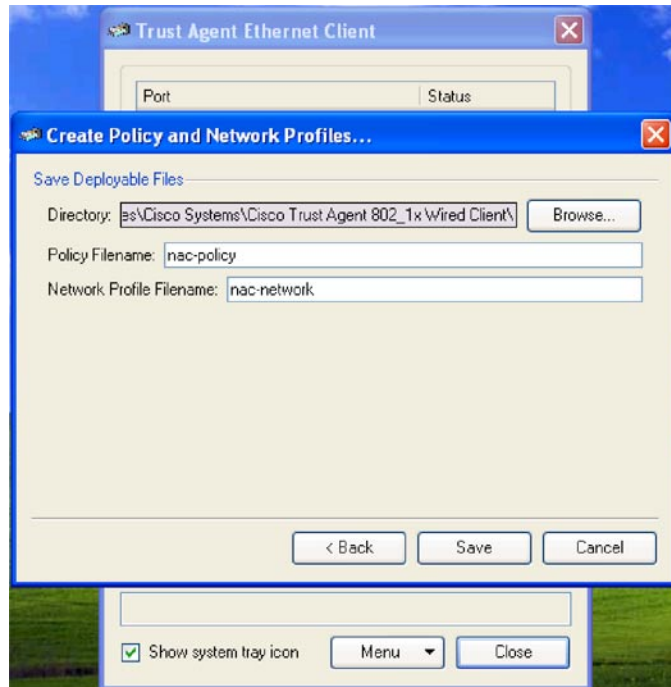 Trust Agent Ethernet Client
Port Status
Create Policy and Network Profiles...
Save Deployable Files
Directory: es\Cisco Systems\Cisco Trust Agent 802_1x Wired Client\ Browse...
Policy Filename: nac-policy
Network Profile Filename: nac-network
< Back Save Cancel
Show system tray icon Menu Close